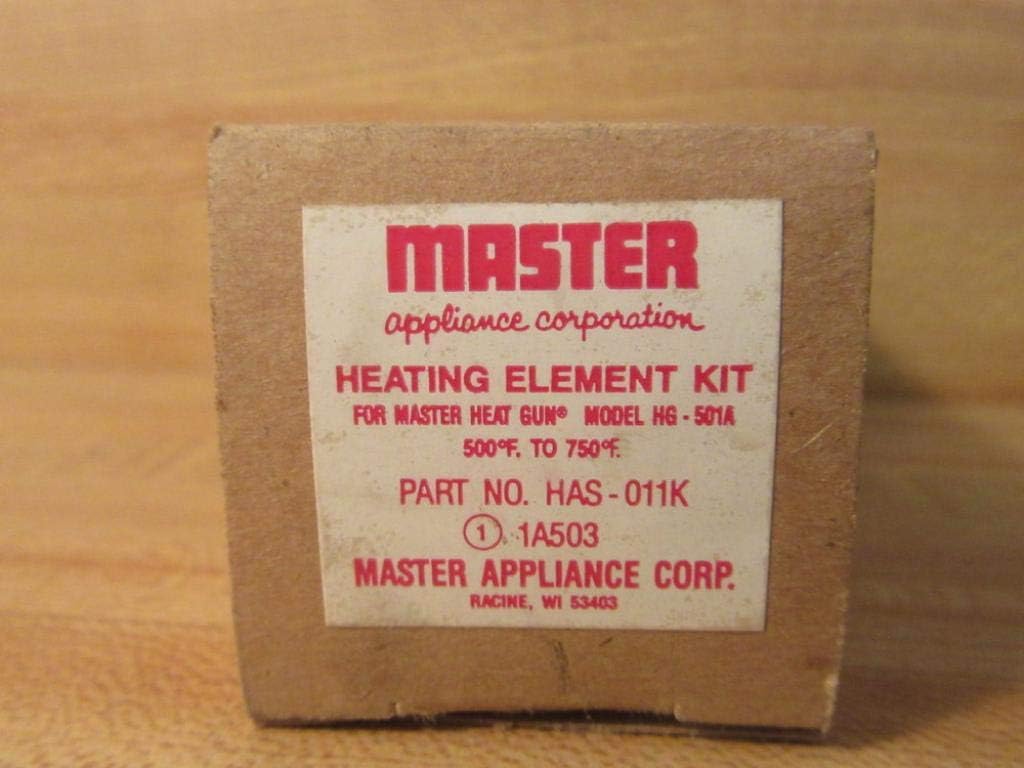 MASTER
appliance corporation
HEATING ELEMENT KIT
FOR MASTER HEAT GUN® MODEL HG - 501A
500°F. TO 750°F.
PART NO. HAS - 011K
① 1A503
MASTER APPLIANCE CORP.
RACINE, WI 53403